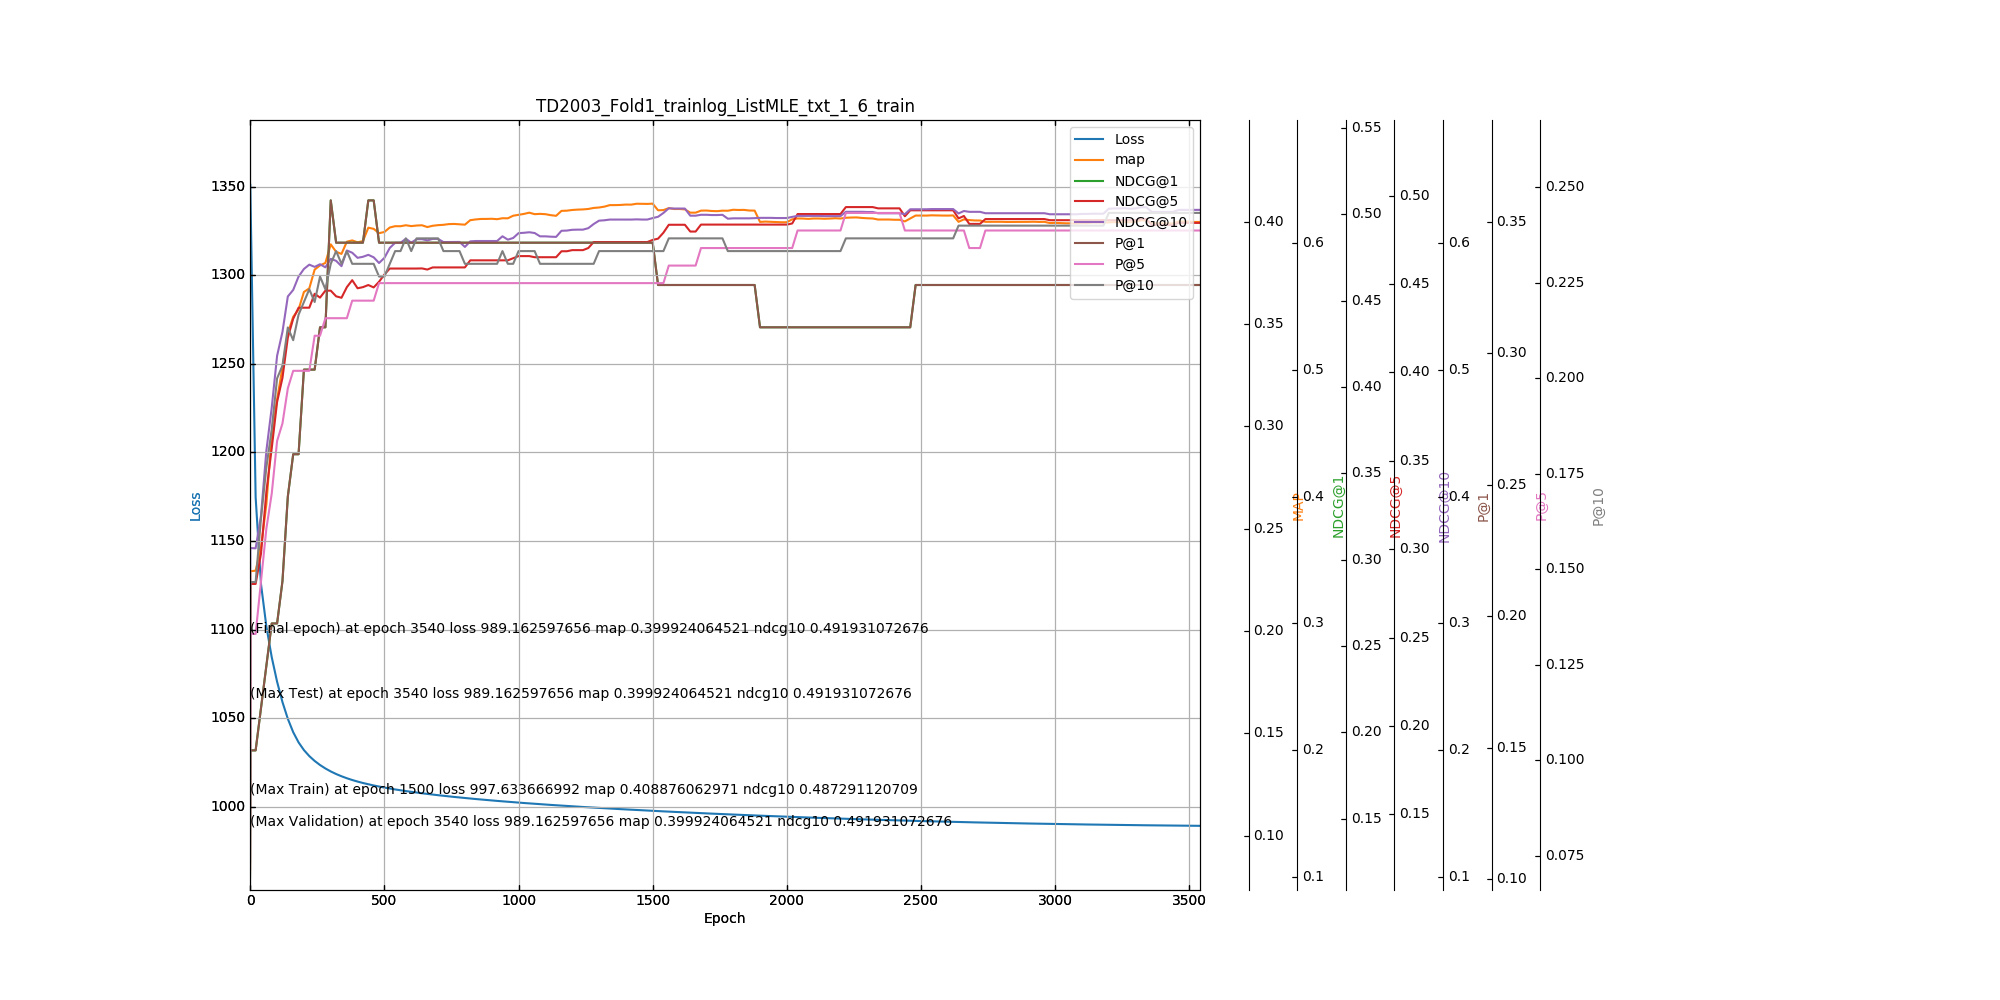 TD2003_Fold1_trainlog_ListMLE_txt_1_6_train
Loss
map
NDCG@1
NDCG@5
NDCG@10
P@1
P@5
P@10
1350
1300
1250
1200
1150
1100
1050
1000
Loss
(Final epoch) at epoch 3540 loss 989.162597656 map 0.399924064521 ndcg10 0.491931072676
(Max Test) at epoch 3540 loss 989.162597656 map 0.399924064521 ndcg10 0.491931072676
(Max Train) at epoch 1500 loss 997.633666992 map 0.408876062971 ndcg10 0.487291120709
(Max Validation) at epoch 3540 loss 989.162597656 map 0.399924064521 ndcg10 0.491931072676
0 500 1000 1500 2000 2500 3000 3500
Epoch
0.40
0.35
0.30
0.25
0.20
0.15
0.10
MAP
0.6
0.5
0.4
0.3
0.2
0.1
NDCG@1
0.55
0.50
0.45
0.40
0.35
0.30
0.25
0.20
0.15
NDCG@5
0.50
0.45
0.40
0.35
0.30
0.25
0.20
0.15
NDCG@10
0.6
0.5
0.4
0.3
0.2
0.1
P@1
0.35
0.30
0.25
0.20
0.15
0.10
P@5
0.250
0.225
0.200
0.175
0.150
0.125
0.100
0.075
P@10